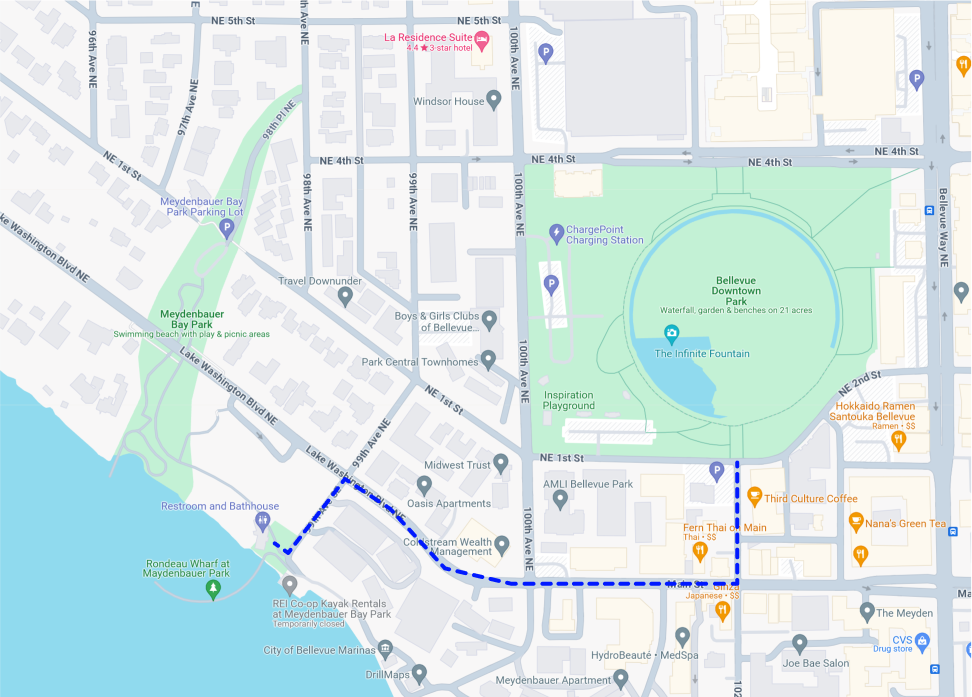 NE 5th St
NE 5th St
La Residence Suite
4.4 ★ 3-star hotel
96th Ave NE
97th Ave NE
98th Ave NE
99th Ave NE
100th Ave NE
P
P
Windsor House
98th Pl NE
NE 1st St
NE 4th St
NE 4th St
NE 4th St
NE 4th St
Meydenbauer Bay
Park Parking Lot
P
98th Ave NE
99th Ave NE
100th Ave NE
Bellevue Way NE
ke Washington Blvd NE
ChargePoint
Charging Station
P
Travel Downunder
Bellevue
Downtown
Park
Waterfall, garden & benches on 21 acres
Meydenbauer
Bay Park
Swimming beach with play & picnic areas
Boys & Girls Clubs
of Bellevue...
The Infinite Fountain
Park Central Townhomes
100th Ave NE
Lake Washington Blvd NE
NE 1st St
Inspiration
Playground
NE 2nd St
Hokkaido Ramen
Santouka Bellevue
Ramen • $$
99th Ave NE
Lake Washington Blvd NE
NE 1st St
Midwest Trust
P
AMLI Bellevue Park
Oasis Apartments
Third Culture Coffee
Restroom and Bathhouse
100th Ave NE
Fern Thai on Main
Thai • $$
Nana's Green Tea
Coldstream Wealth
Management
Rondeau Wharf at
Meydenbauer Park
Main St
Ginza
Japanese • $$
Ma
REI Co-op Kayak Rentals
at Meydenbauer Bay Park
Temporarily closed
The Meyden
City of Bellevue Marinas
HydroBeauté • MedSpa
CVS
Drug store
Joe Bae Salon
DrillMaps
Meydenbauer Apartment
102